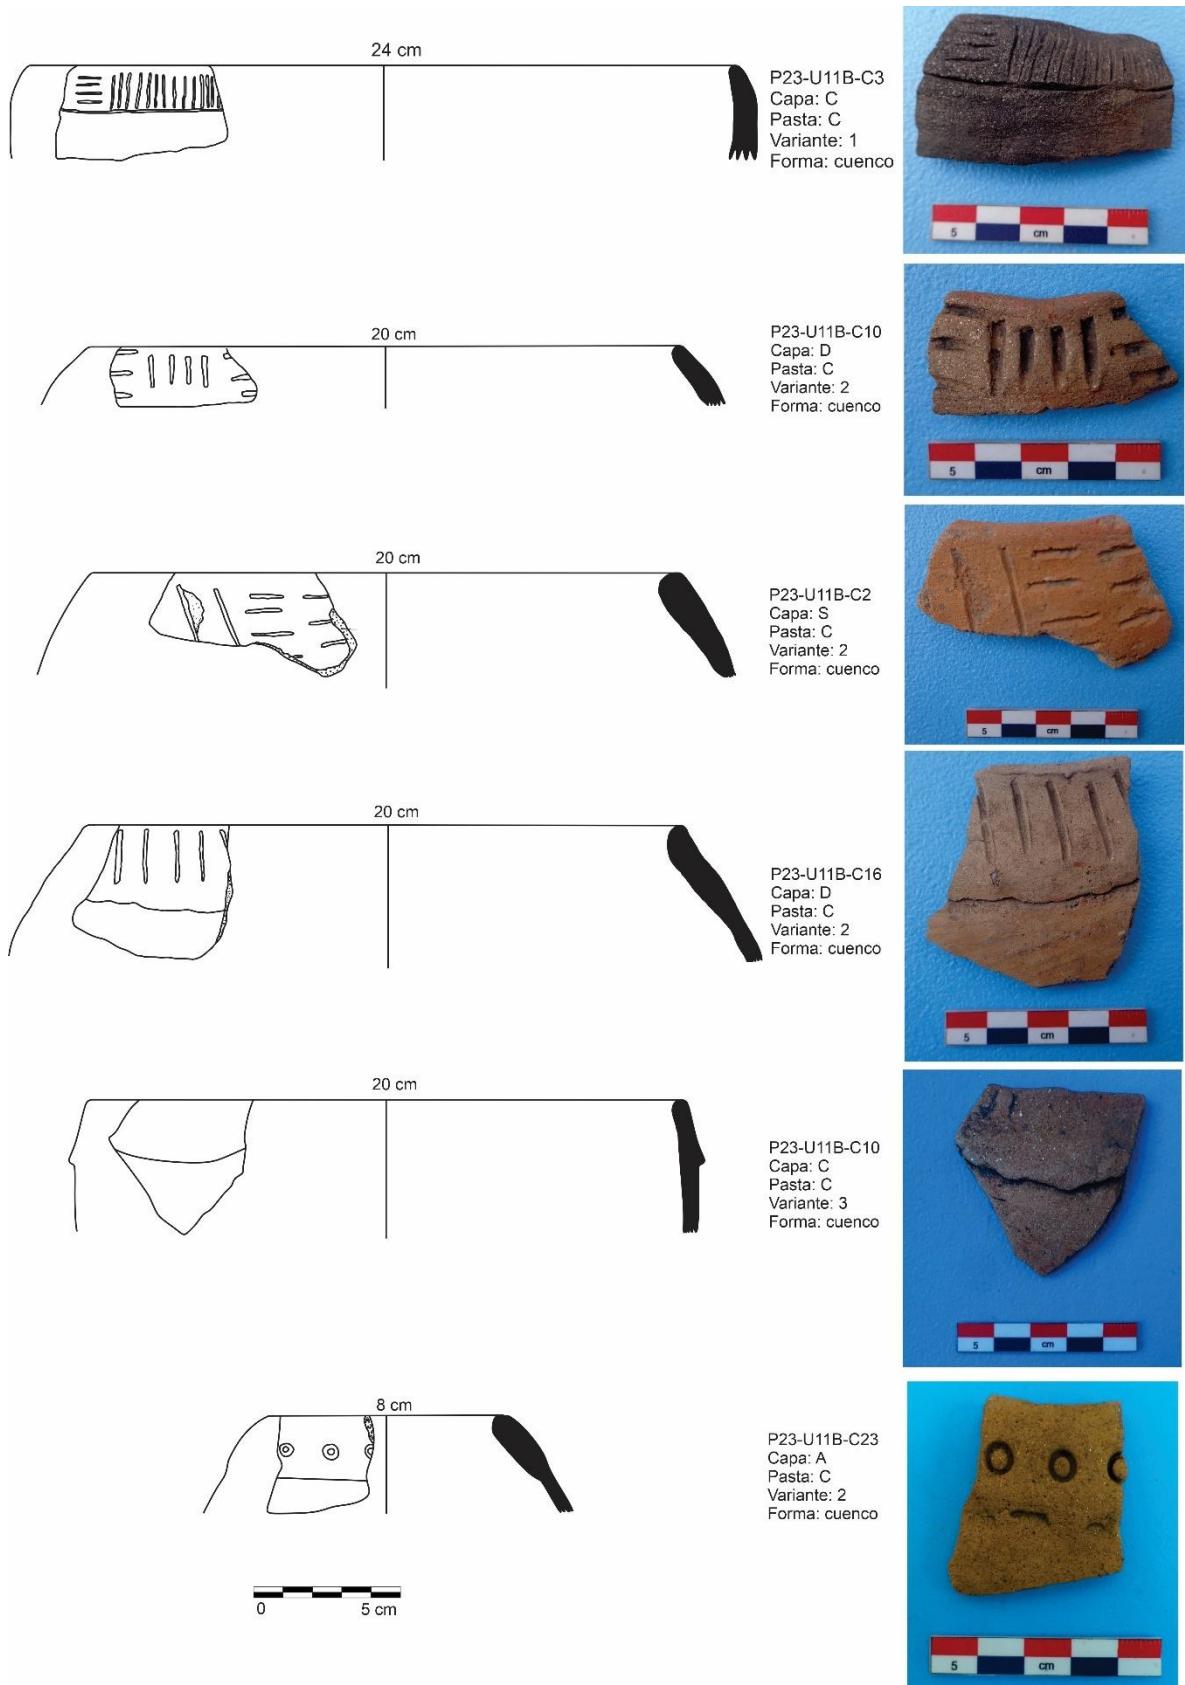 24 cm
P23-U11B-C3
Capa: C
Pasta: C
Variante: 1
Forma: cuenco
5 cm
20 cm
P23-U11B-C10
Capa: D
Pasta: C
Variante: 2
Forma: cuenco
5 cm
20 cm
P23-U11B-C2
Capa: S
Pasta: C
Variante: 2
Forma: cuenco
5 cm
20 cm
P23-U11B-C16
Capa: D
Pasta: C
Variante: 2
Forma: cuenco
5 cm
20 cm
P23-U11B-C10
Capa: C
Pasta: C
Variante: 3
Forma: cuenco
5 cm
8 cm
P23-U11B-C23
Capa: A
Pasta: C
Variante: 2
Forma: cuenco
5 cm
0 5 cm